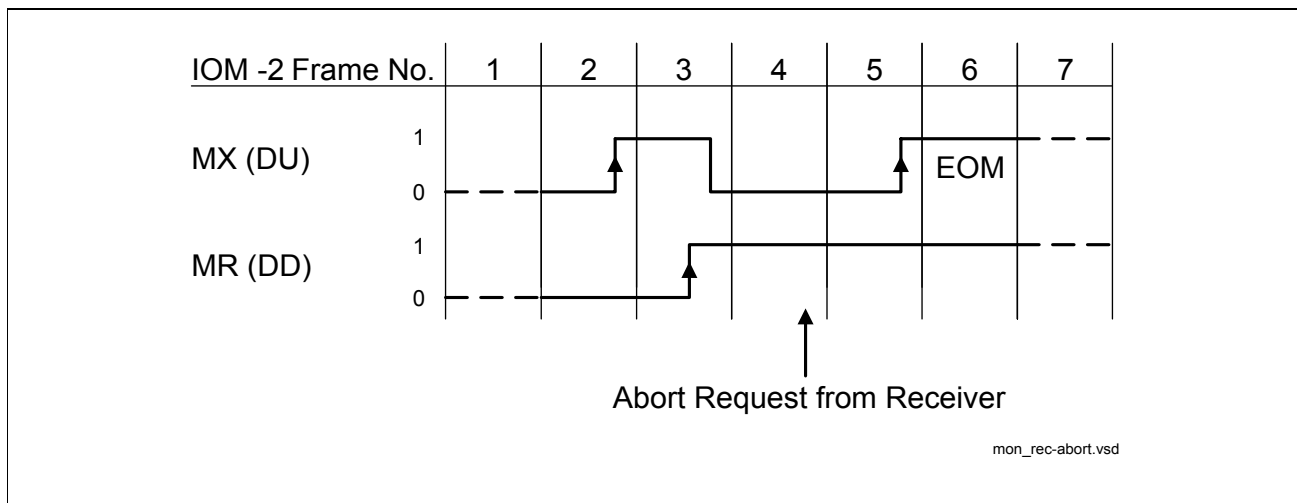 IOM -2 Frame No. 1 2 3 4 5 6 7
1
MX (DU)
EOM
0
1
MR (DD)
0
Abort Request from Receiver
mon_rec-abort.vsd